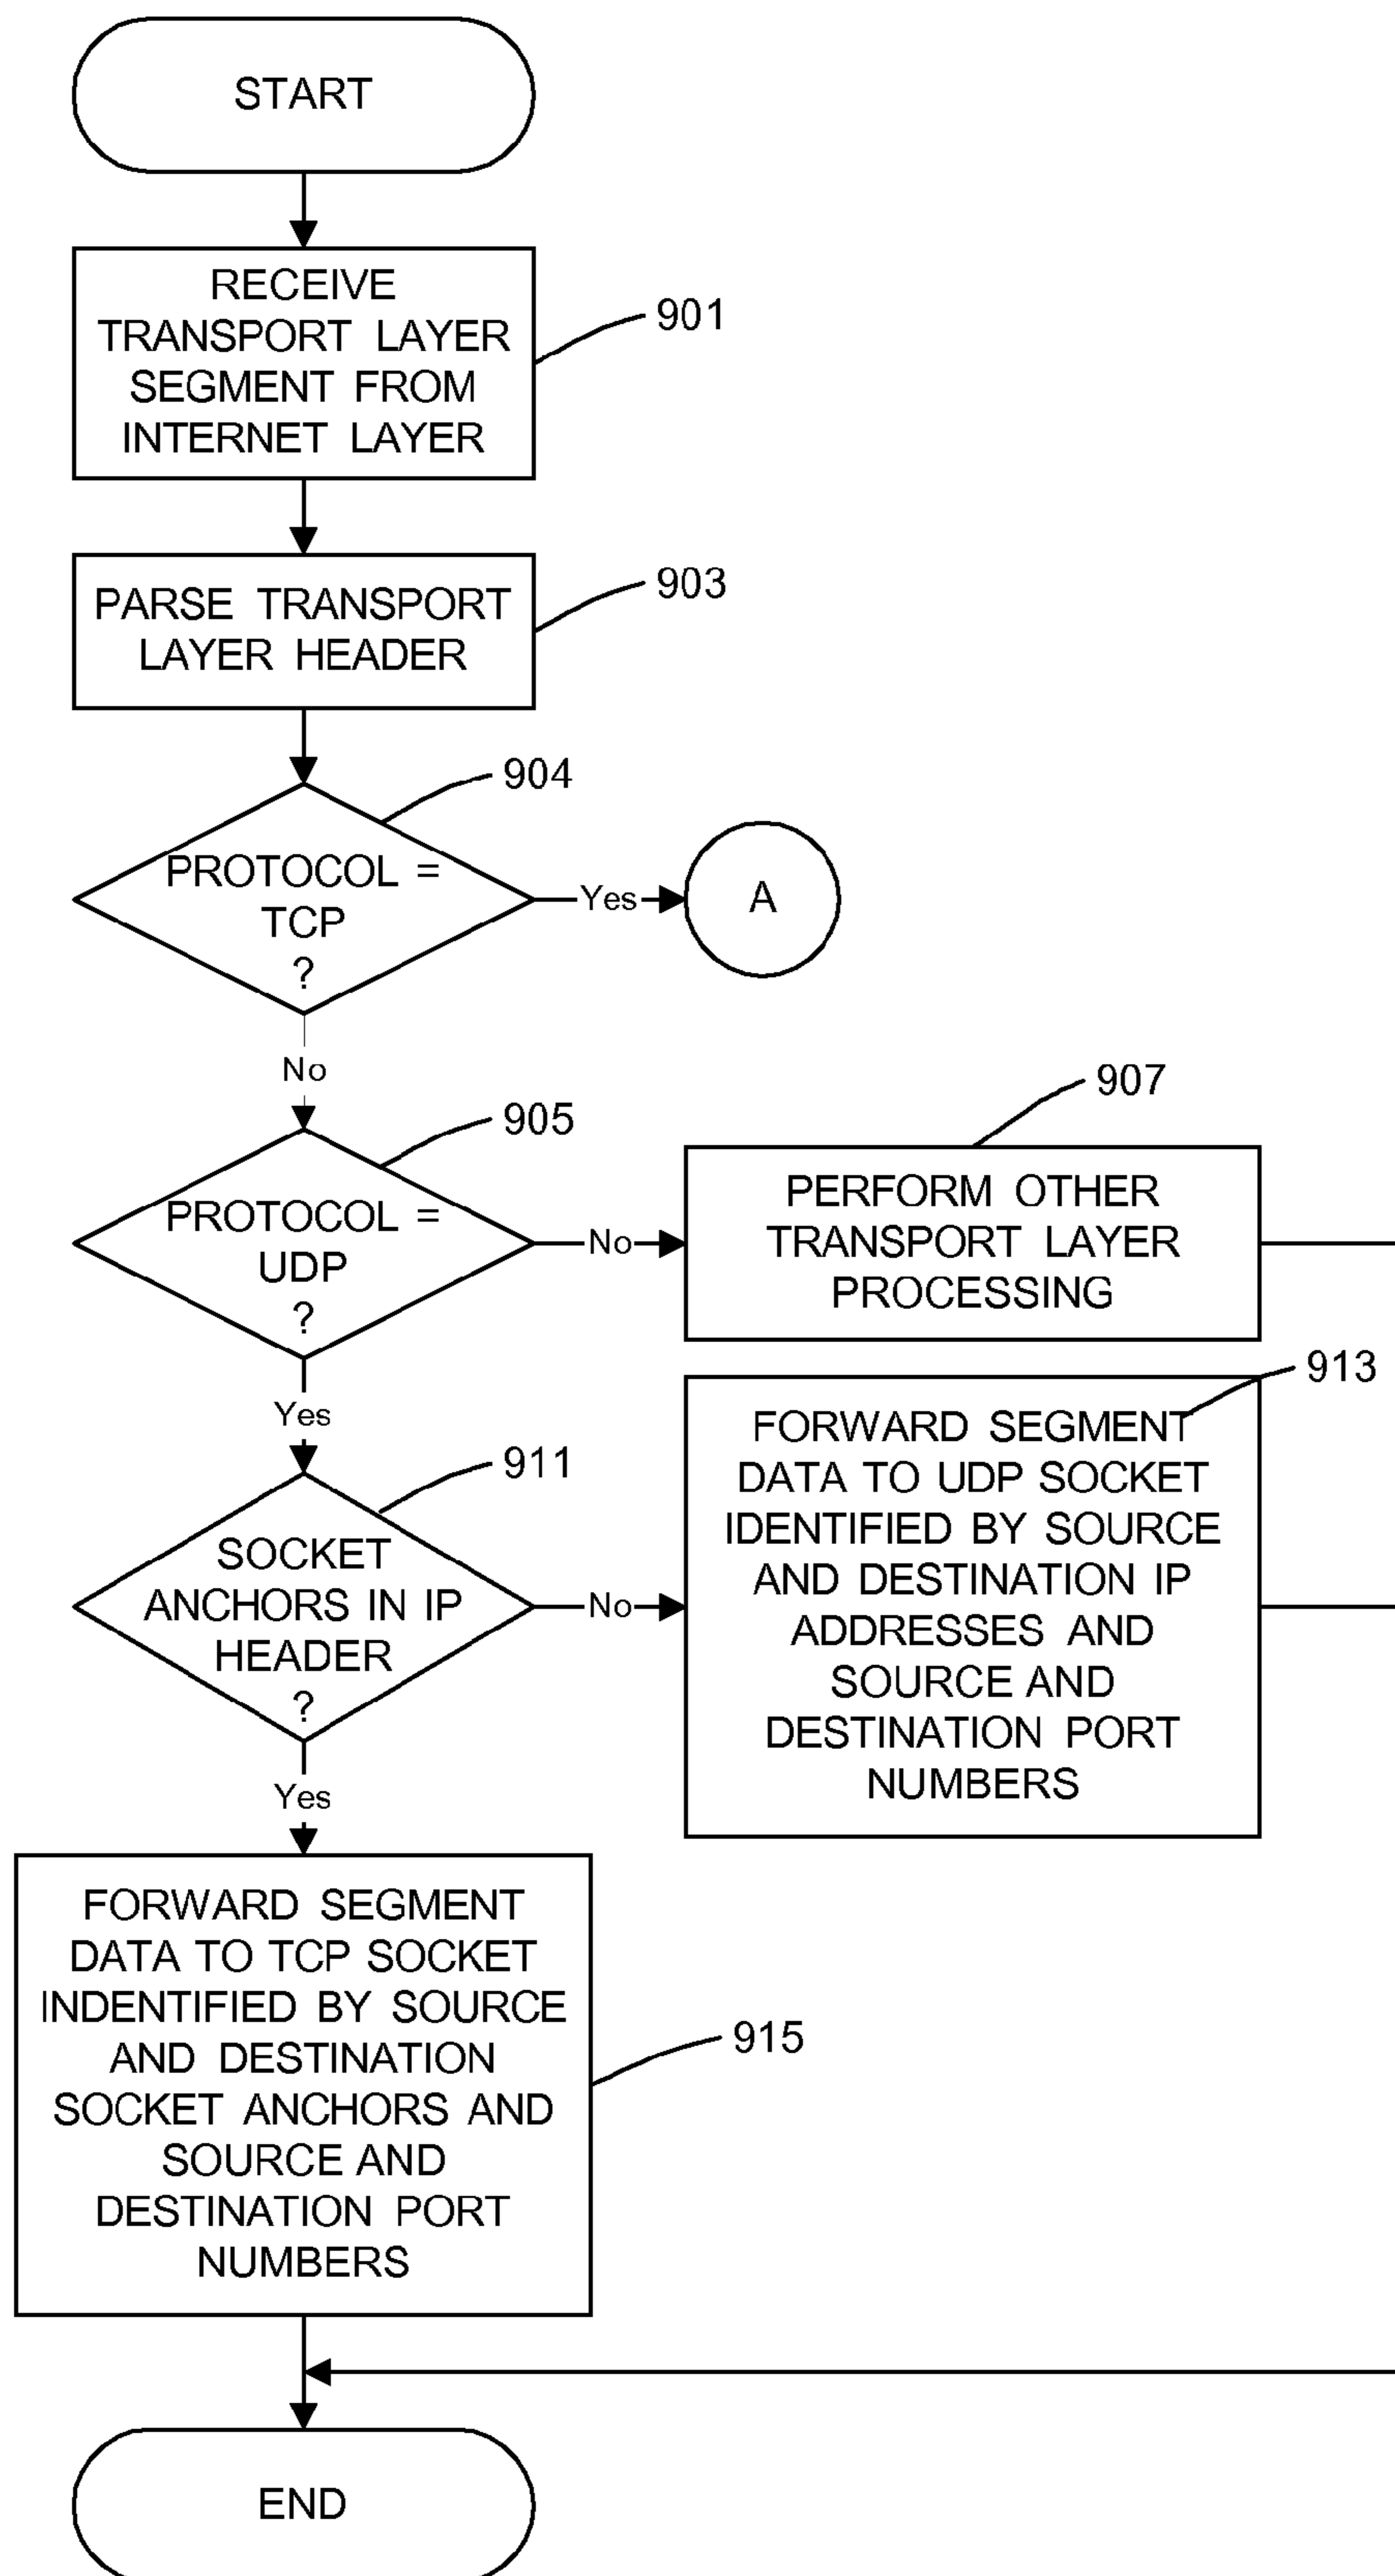 START
RECEIVE
TRANSPORT LAYER
SEGMENT FROM
INTERNET LAYER
901
PARSE TRANSPORT
LAYER HEADER
903
904
PROTOCOL =
TCP
?
Yes
A
No
905
PROTOCOL =
UDP
?
No
907
PERFORM OTHER
TRANSPORT LAYER
PROCESSING
Yes
911
SOCKET
ANCHORS IN IP
HEADER
?
No
913
FORWARD SEGMENT
DATA TO UDP SOCKET
IDENTIFIED BY SOURCE
AND DESTINATION IP
ADDRESSES AND
SOURCE AND
DESTINATION PORT
NUMBERS
Yes
FORWARD SEGMENT
DATA TO TCP SOCKET
INDENTIFIED BY SOURCE
AND DESTINATION
SOCKET ANCHORS AND
SOURCE AND
DESTINATION PORT
NUMBERS
915
END